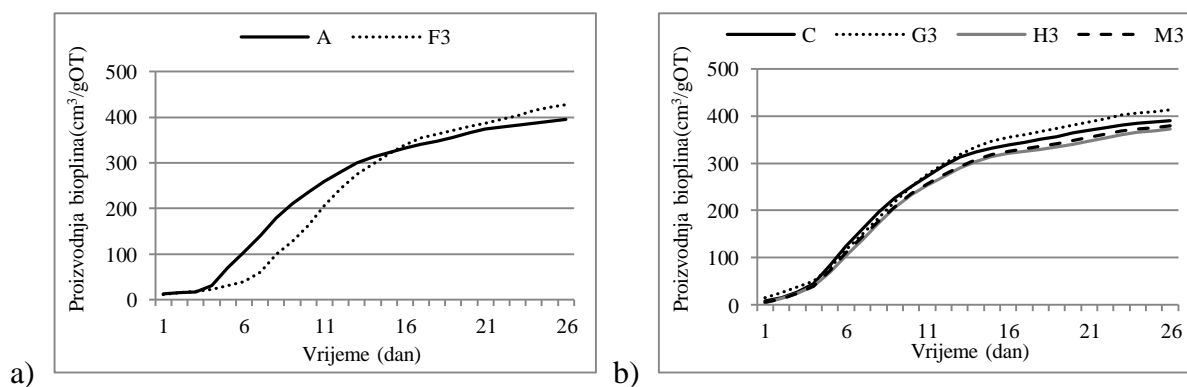 A F3
Proizvodnja bioplina(cm³/gOT)
500
400
300
200
100
0
1 6 11 16 21 26
Vrijeme (dan)
a)
C G3 H3 M3
Proizvodnja bioplina (cm³/gOT)
500
400
300
200
100
0
1 6 11 16 21 26
Vrijeme (dan)
b)